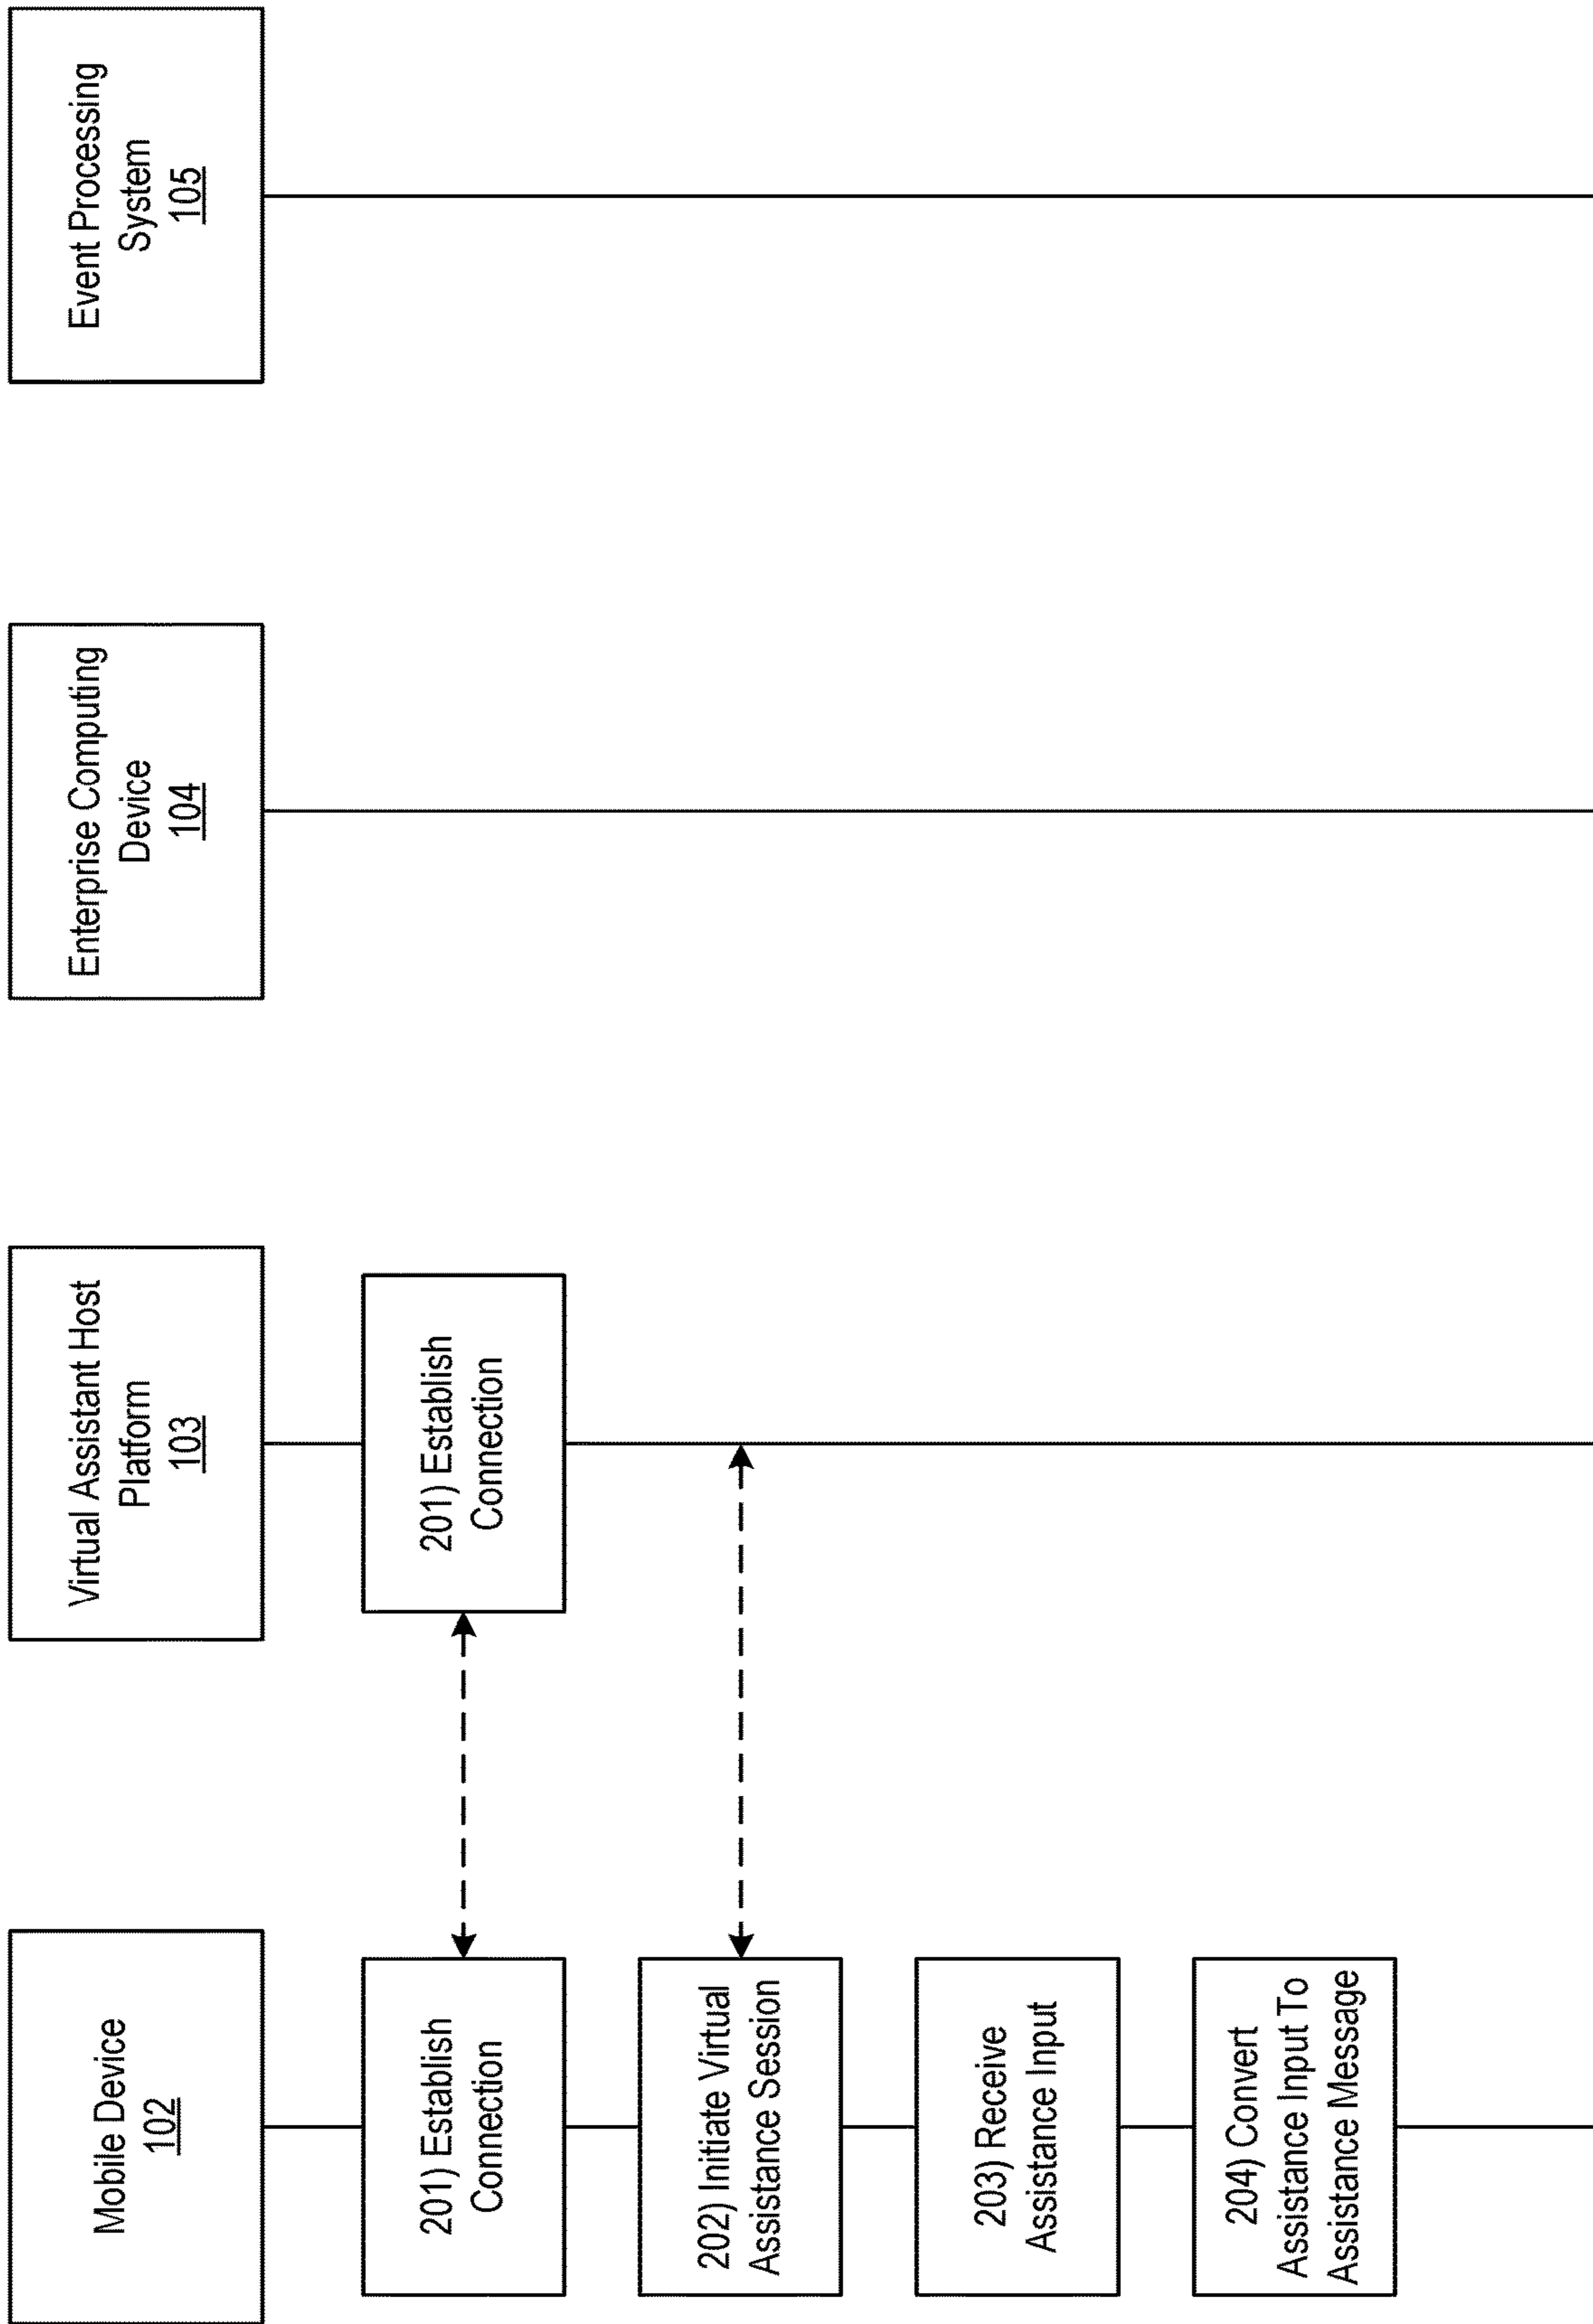 Mobile Device
102
Virtual Assistant Host
Platform
103
Enterprise Computing
Device
104
Event Processing
System
105
201) Establish
Connection
201) Establish
Connection
202) Initiate Virtual
Assistance Session
203) Receive
Assistance Input
204) Convert
Assistance Input To
Assistance Message